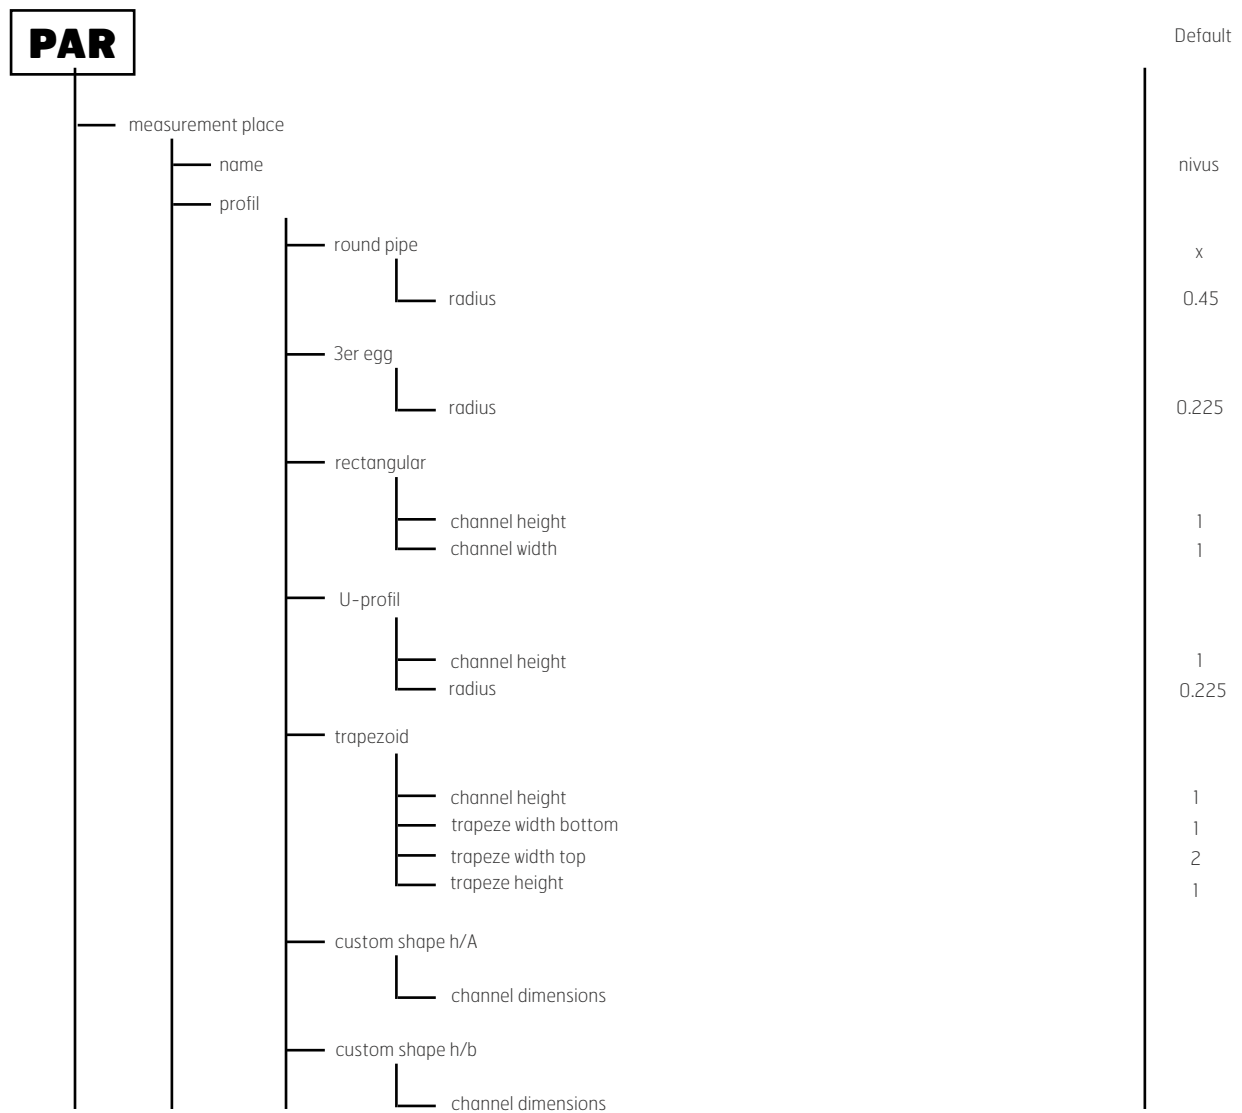 PAR
Default
measurement place
name nivus
profil
round pipe x
radius 0.45
3er egg
radius 0.225
rectangular
channel height 1
channel width 1
U-profil
channel height 1
radius 0.225
trapezoid
channel height 1
trapeze width bottom 1
trapeze width top 2
trapeze height 1
custom shape h/A
channel dimensions
custom shape h/b
channel dimensions